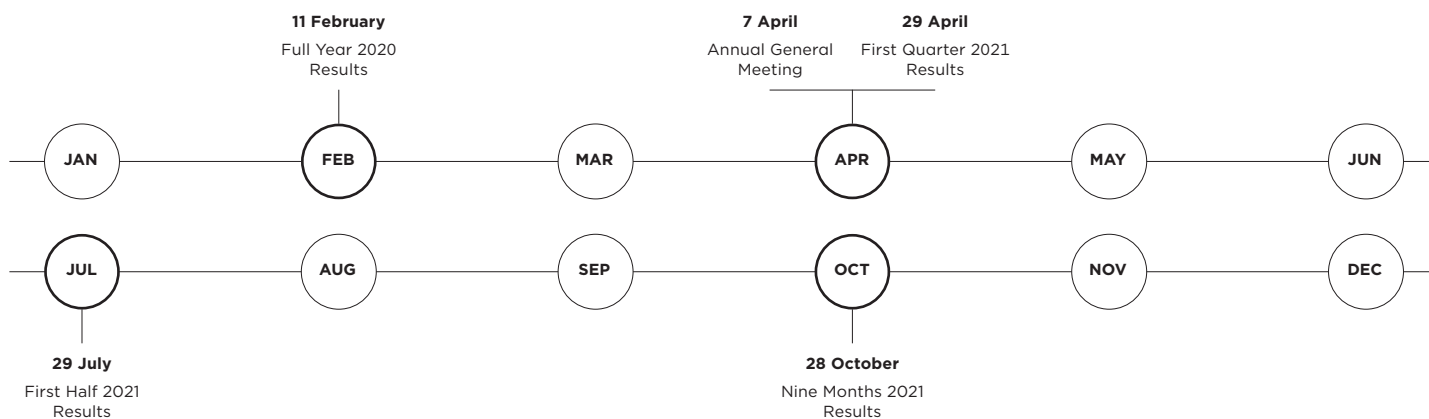 11 February
Full Year 2020
Results
7 April
Annual General
Meeting
29 April
First Quarter 2021
Results
JAN
FEB
MAR
APR
MAY
JUN
JUL
AUG
SEP
OCT
NOV
DEC
29 July
First Half 2021
Results
28 October
Nine Months 2021
Results